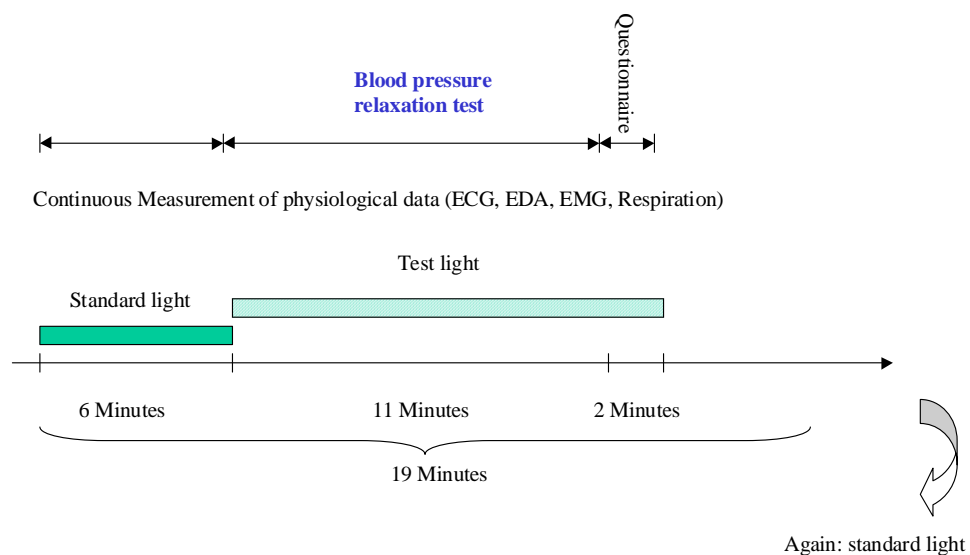 Blood pressure
relaxation test
Questionnaire
Continuous Measurement of physiological data (ECG, EDA, EMG, Respiration)
Test light
Standard light
6 Minutes
11 Minutes
2 Minutes
19 Minutes
Again: standard light